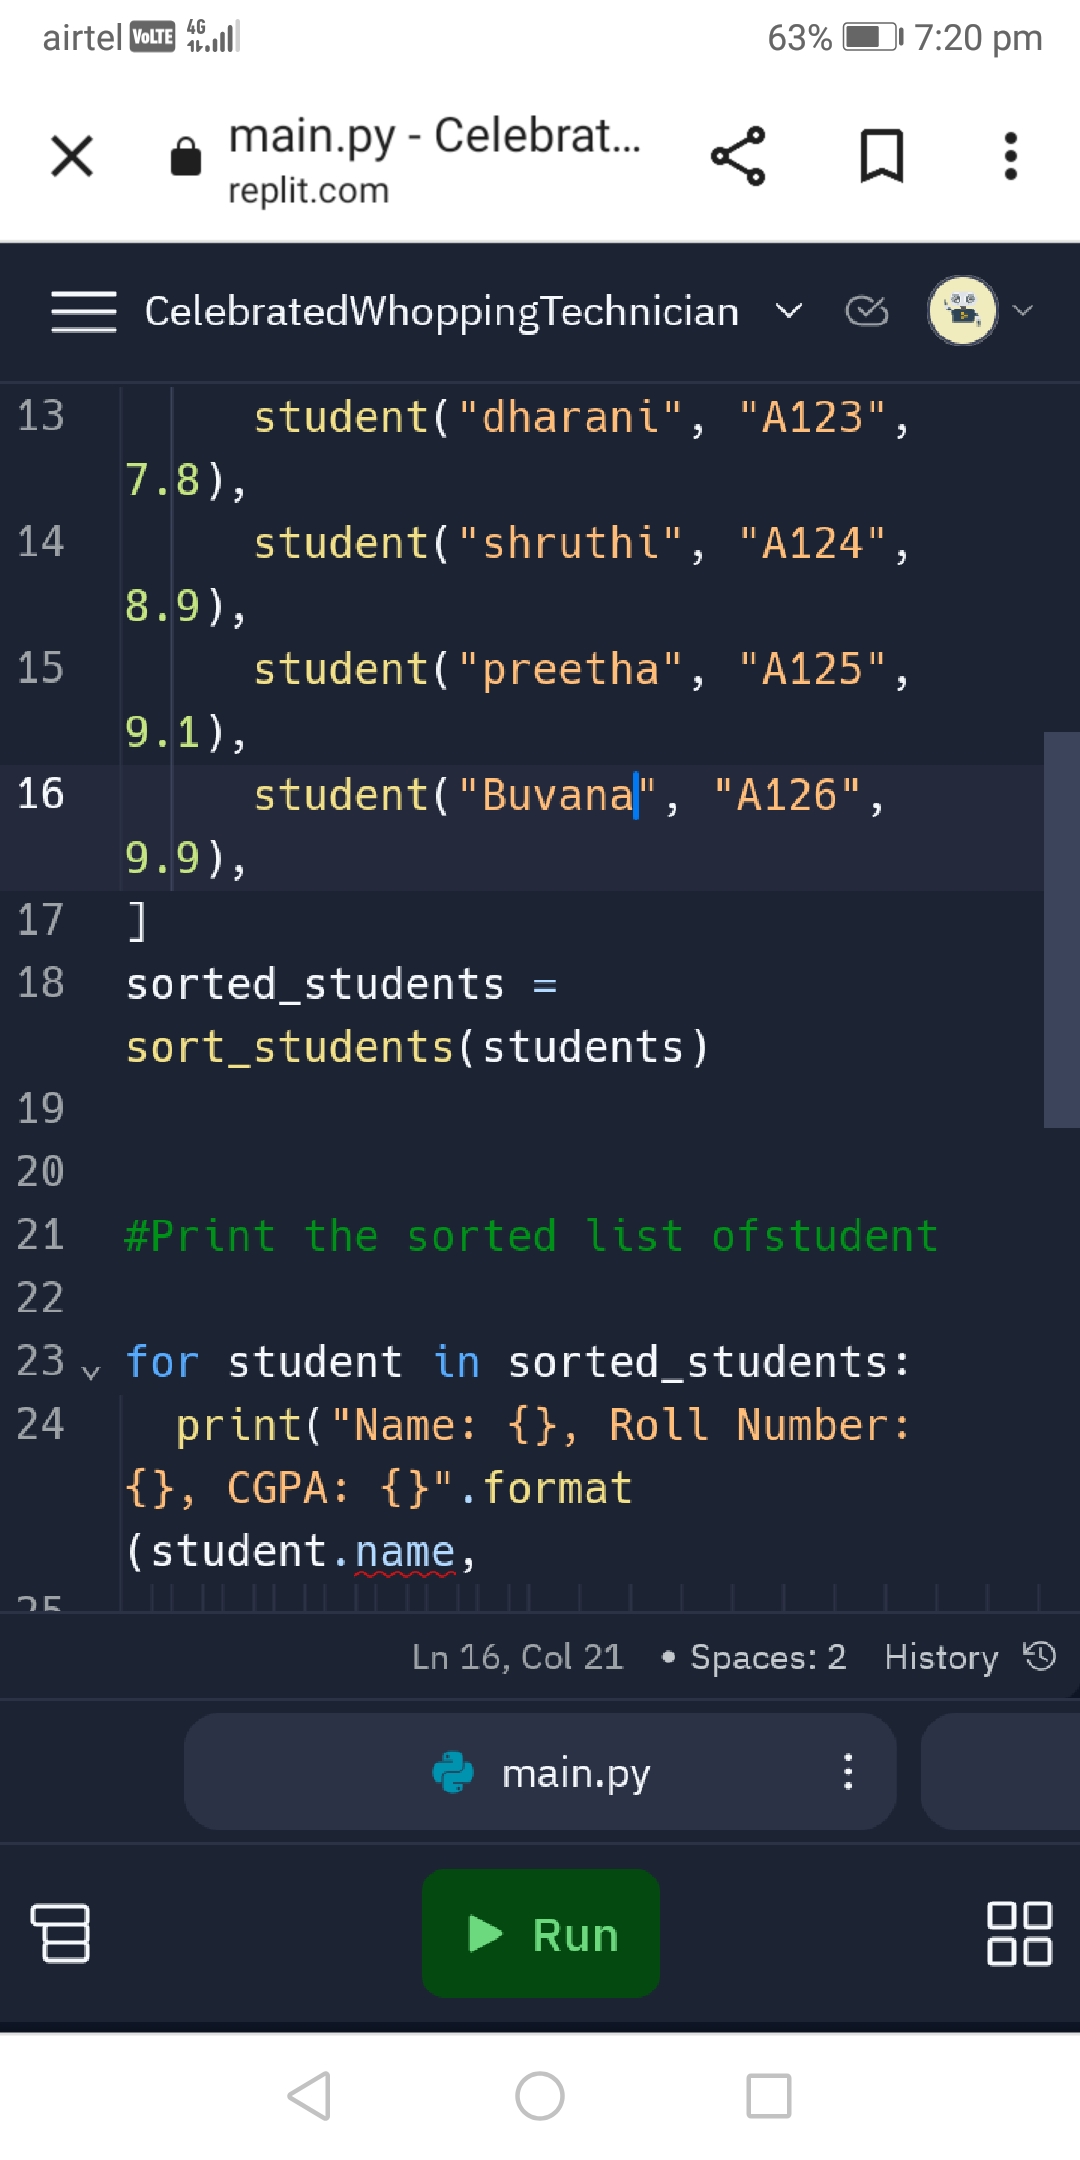 airtel VoLTE 4G 63% 7:20 pm
main.py - Celebrat...
replit.com
CelebratedWhoppingTechnician
13 student("dharani", "A123",
7.8),
14 student("shruthi", "A124",
8.9),
15 student("preetha", "A125",
9.1),
16 student("Buvana", "A126",
9.9),
17 ]
18 sorted_students =
sort_students(students)
19
20
21 #Print the sorted list ofstudent
22
23 for student in sorted_students:
24 print("Name: {}, Roll Number:
{}, CGPA: {}".format
(student.name,
25
Ln 16, Col 21 • Spaces: 2 History
main.py
Run